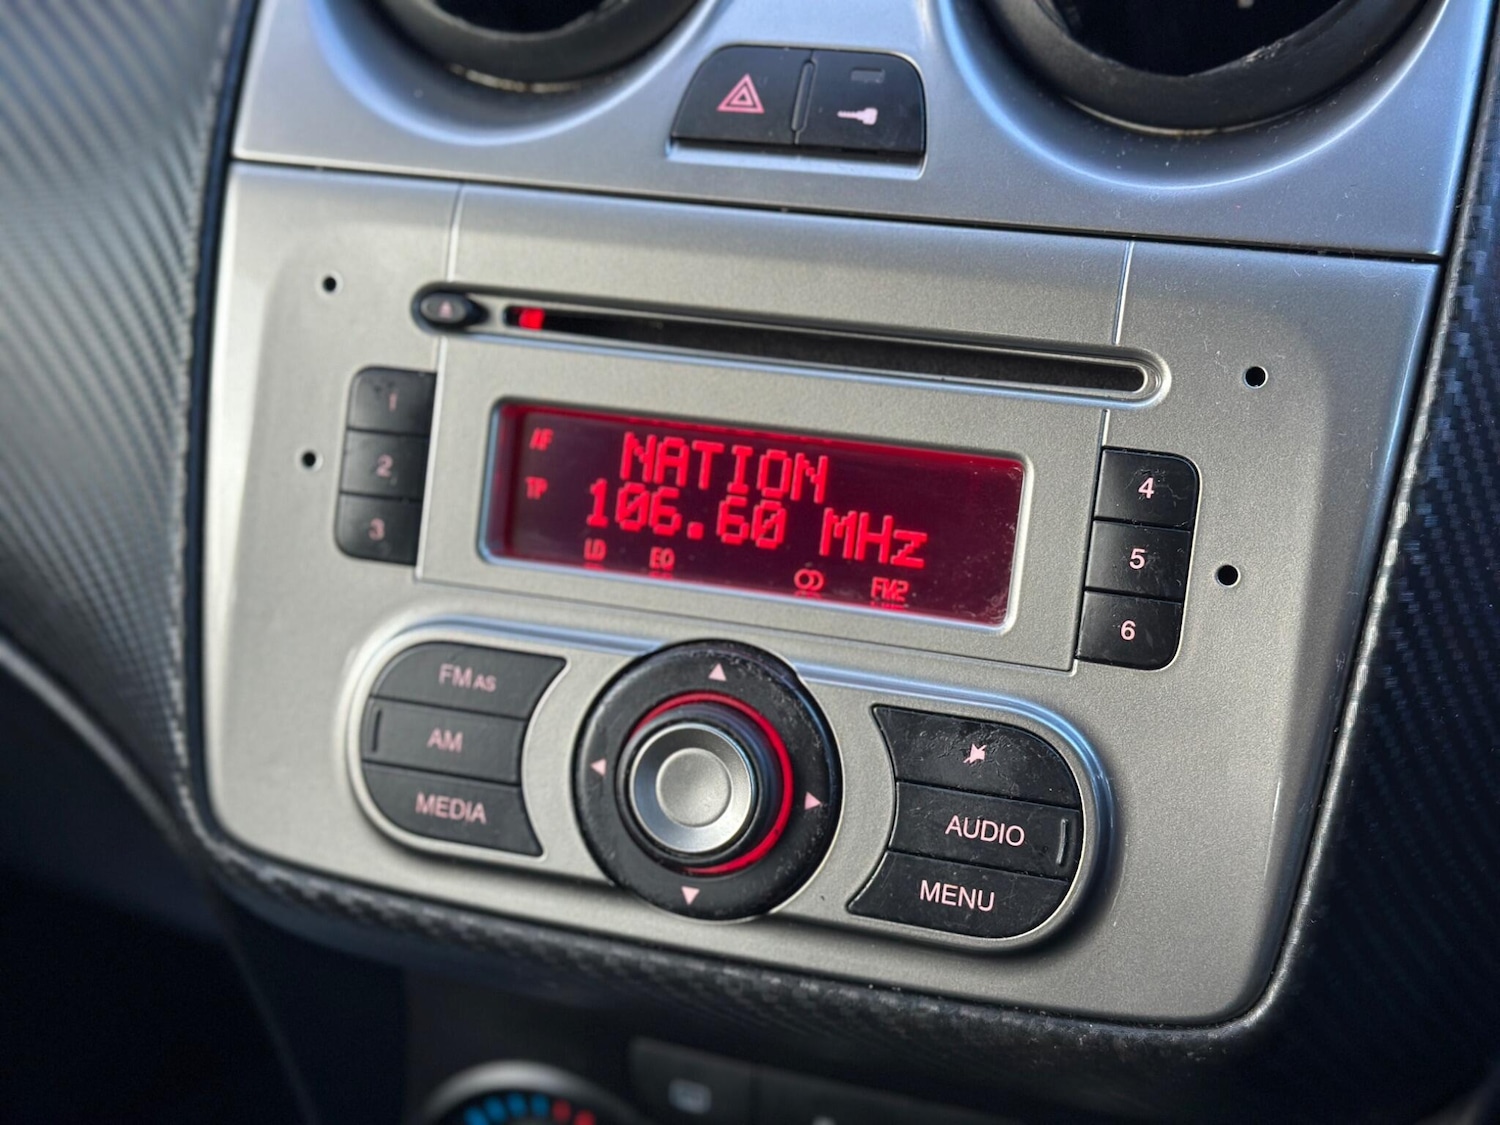 AF
NATION
TP
106.60 MHz
LD EQ FM2
1
2
3
4
5
6
FM AS
AM
MEDIA
AUDIO
MENU